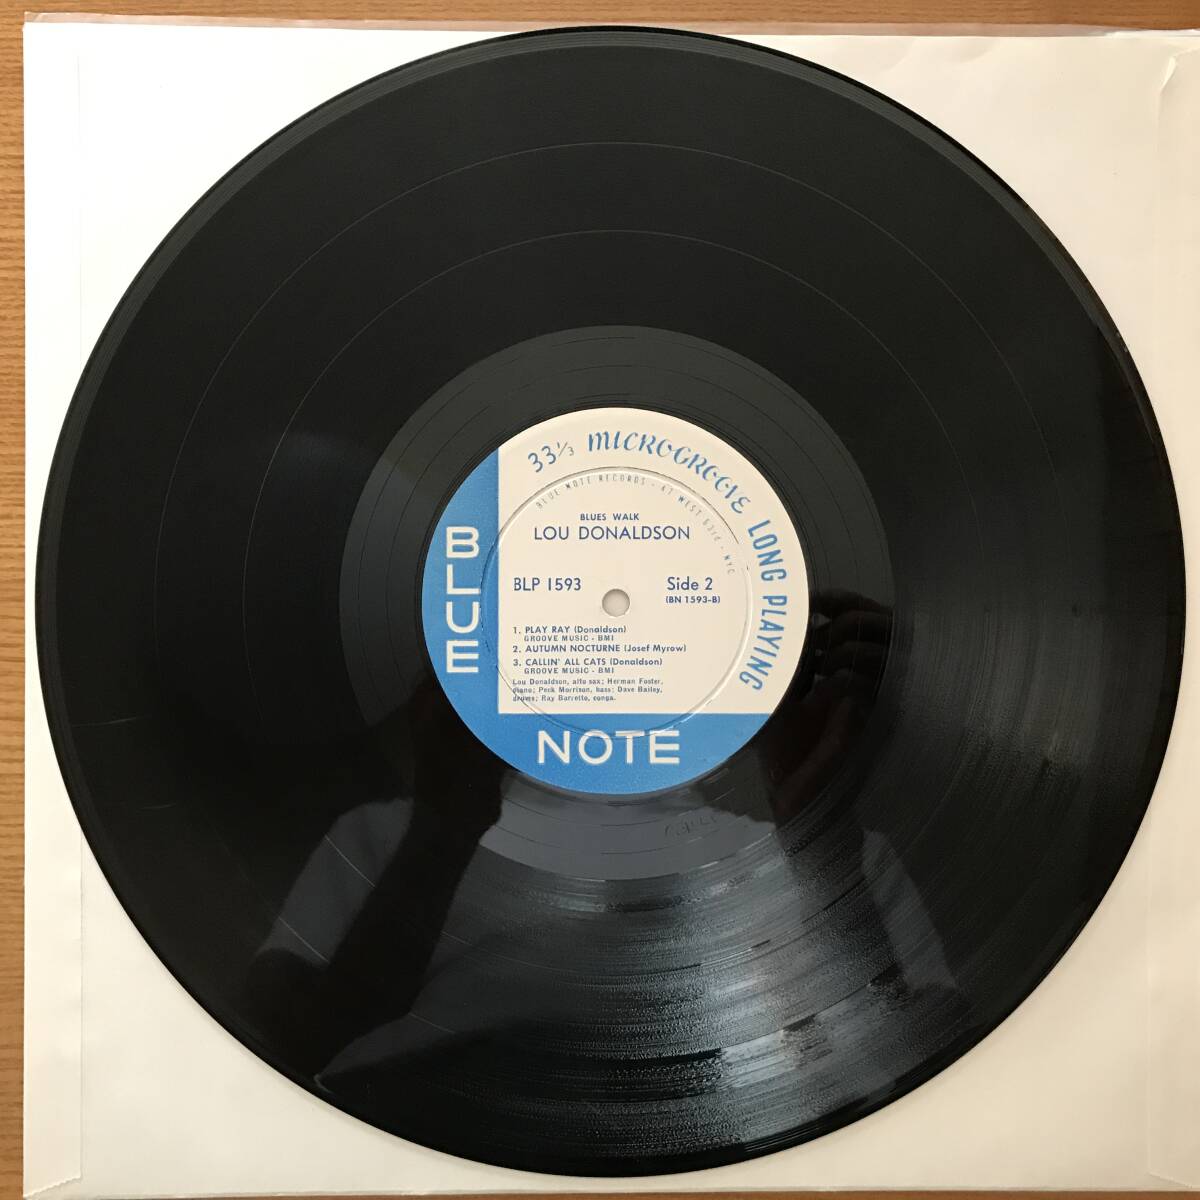 33⅓ MICROGROOVE LONG PLAYING
BLUE NOTE RECORDS - 47 WEST 63rd - NYC
BLUES WALK
LOU DONALDSON
BLP 1593 Side 2
(BN 1593-B)
1. PLAY RAY (Donaldson)
GROOVE MUSIC - BMI
2. AUTUMN NOCTURNE (Josef Myrow)
3. CALLIN' ALL CATS (Donaldson)
GROOVE MUSIC - BMI
Lou Donaldson, alto sax; Herman Foster,
piano; Peck Morrison, bass; Dave Bailey,
drums; Ray Barretto, conga.
BLUE
NOTE